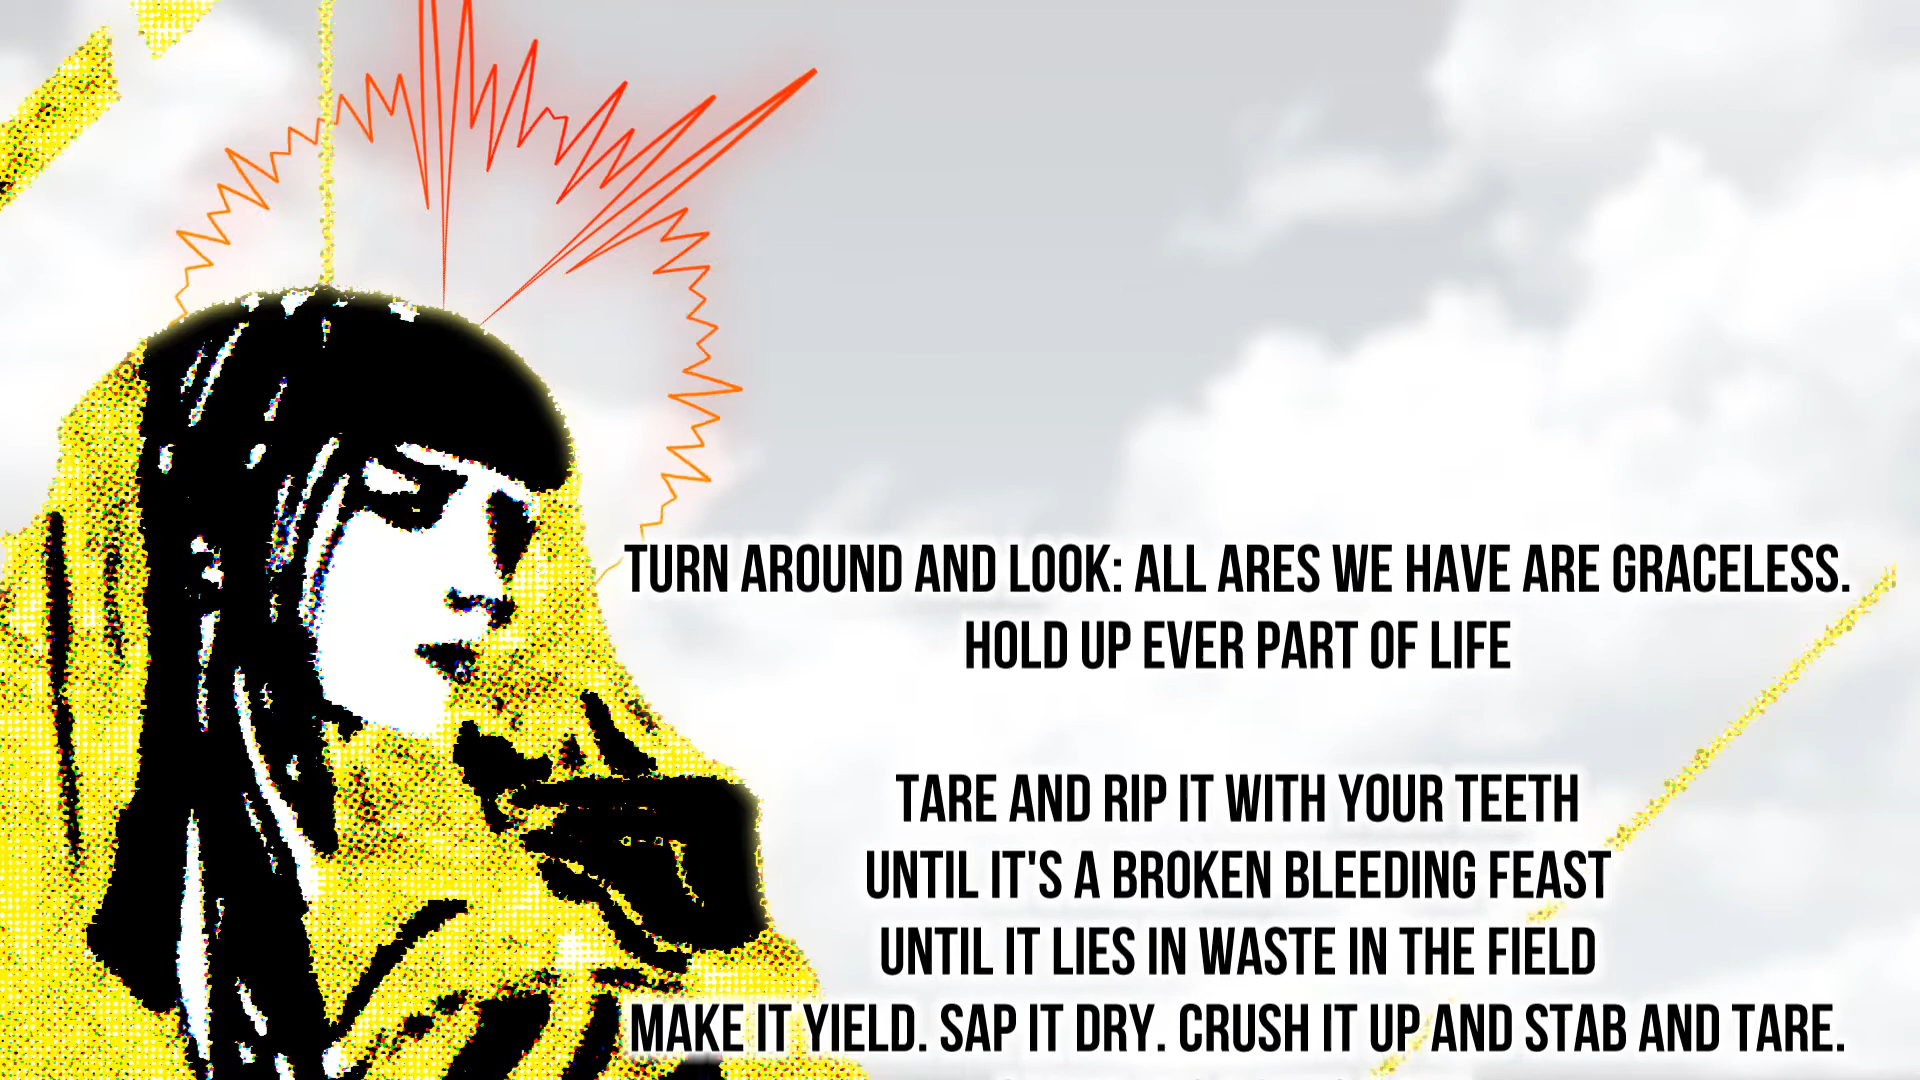 TURN AROUND AND LOOK: ALL ARES WE HAVE ARE GRACELESS.
HOLD UP EVER PART OF LIFE
TARE AND RIP IT WITH YOUR TEETH
UNTIL IT'S A BROKEN BLEEDING FEAST
UNTIL IT LIES IN WASTE IN THE FIELD
MAKE IT YIELD. SAP IT DRY. CRUSH IT UP AND STAB AND TARE.